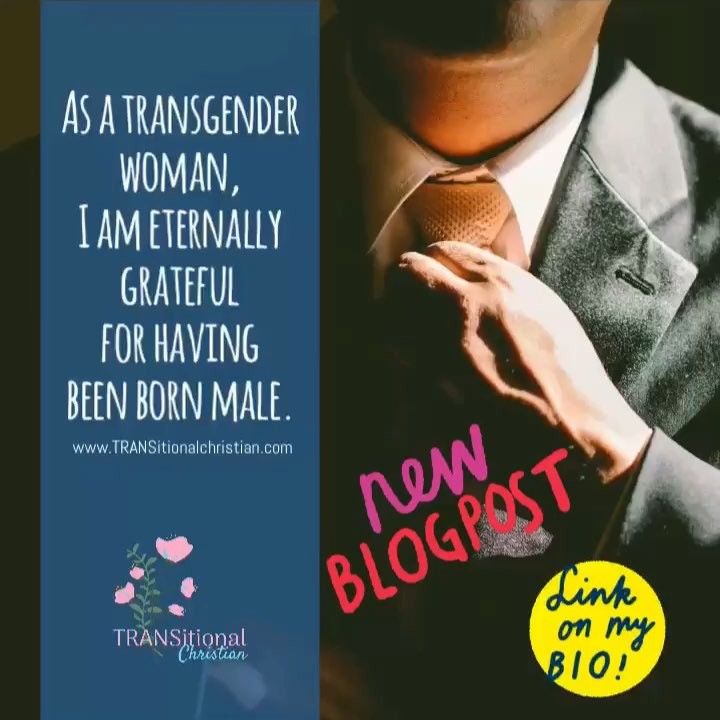 AS A TRANSGENDER
WOMAN,
I AM ETERNALLY
GRATEFUL
FOR HAVING
BEEN BORN MALE.
www.TRANSitionalchristian.com
TRANSitional
Christian
new
BLOGPOST
Link
on my
BIO!